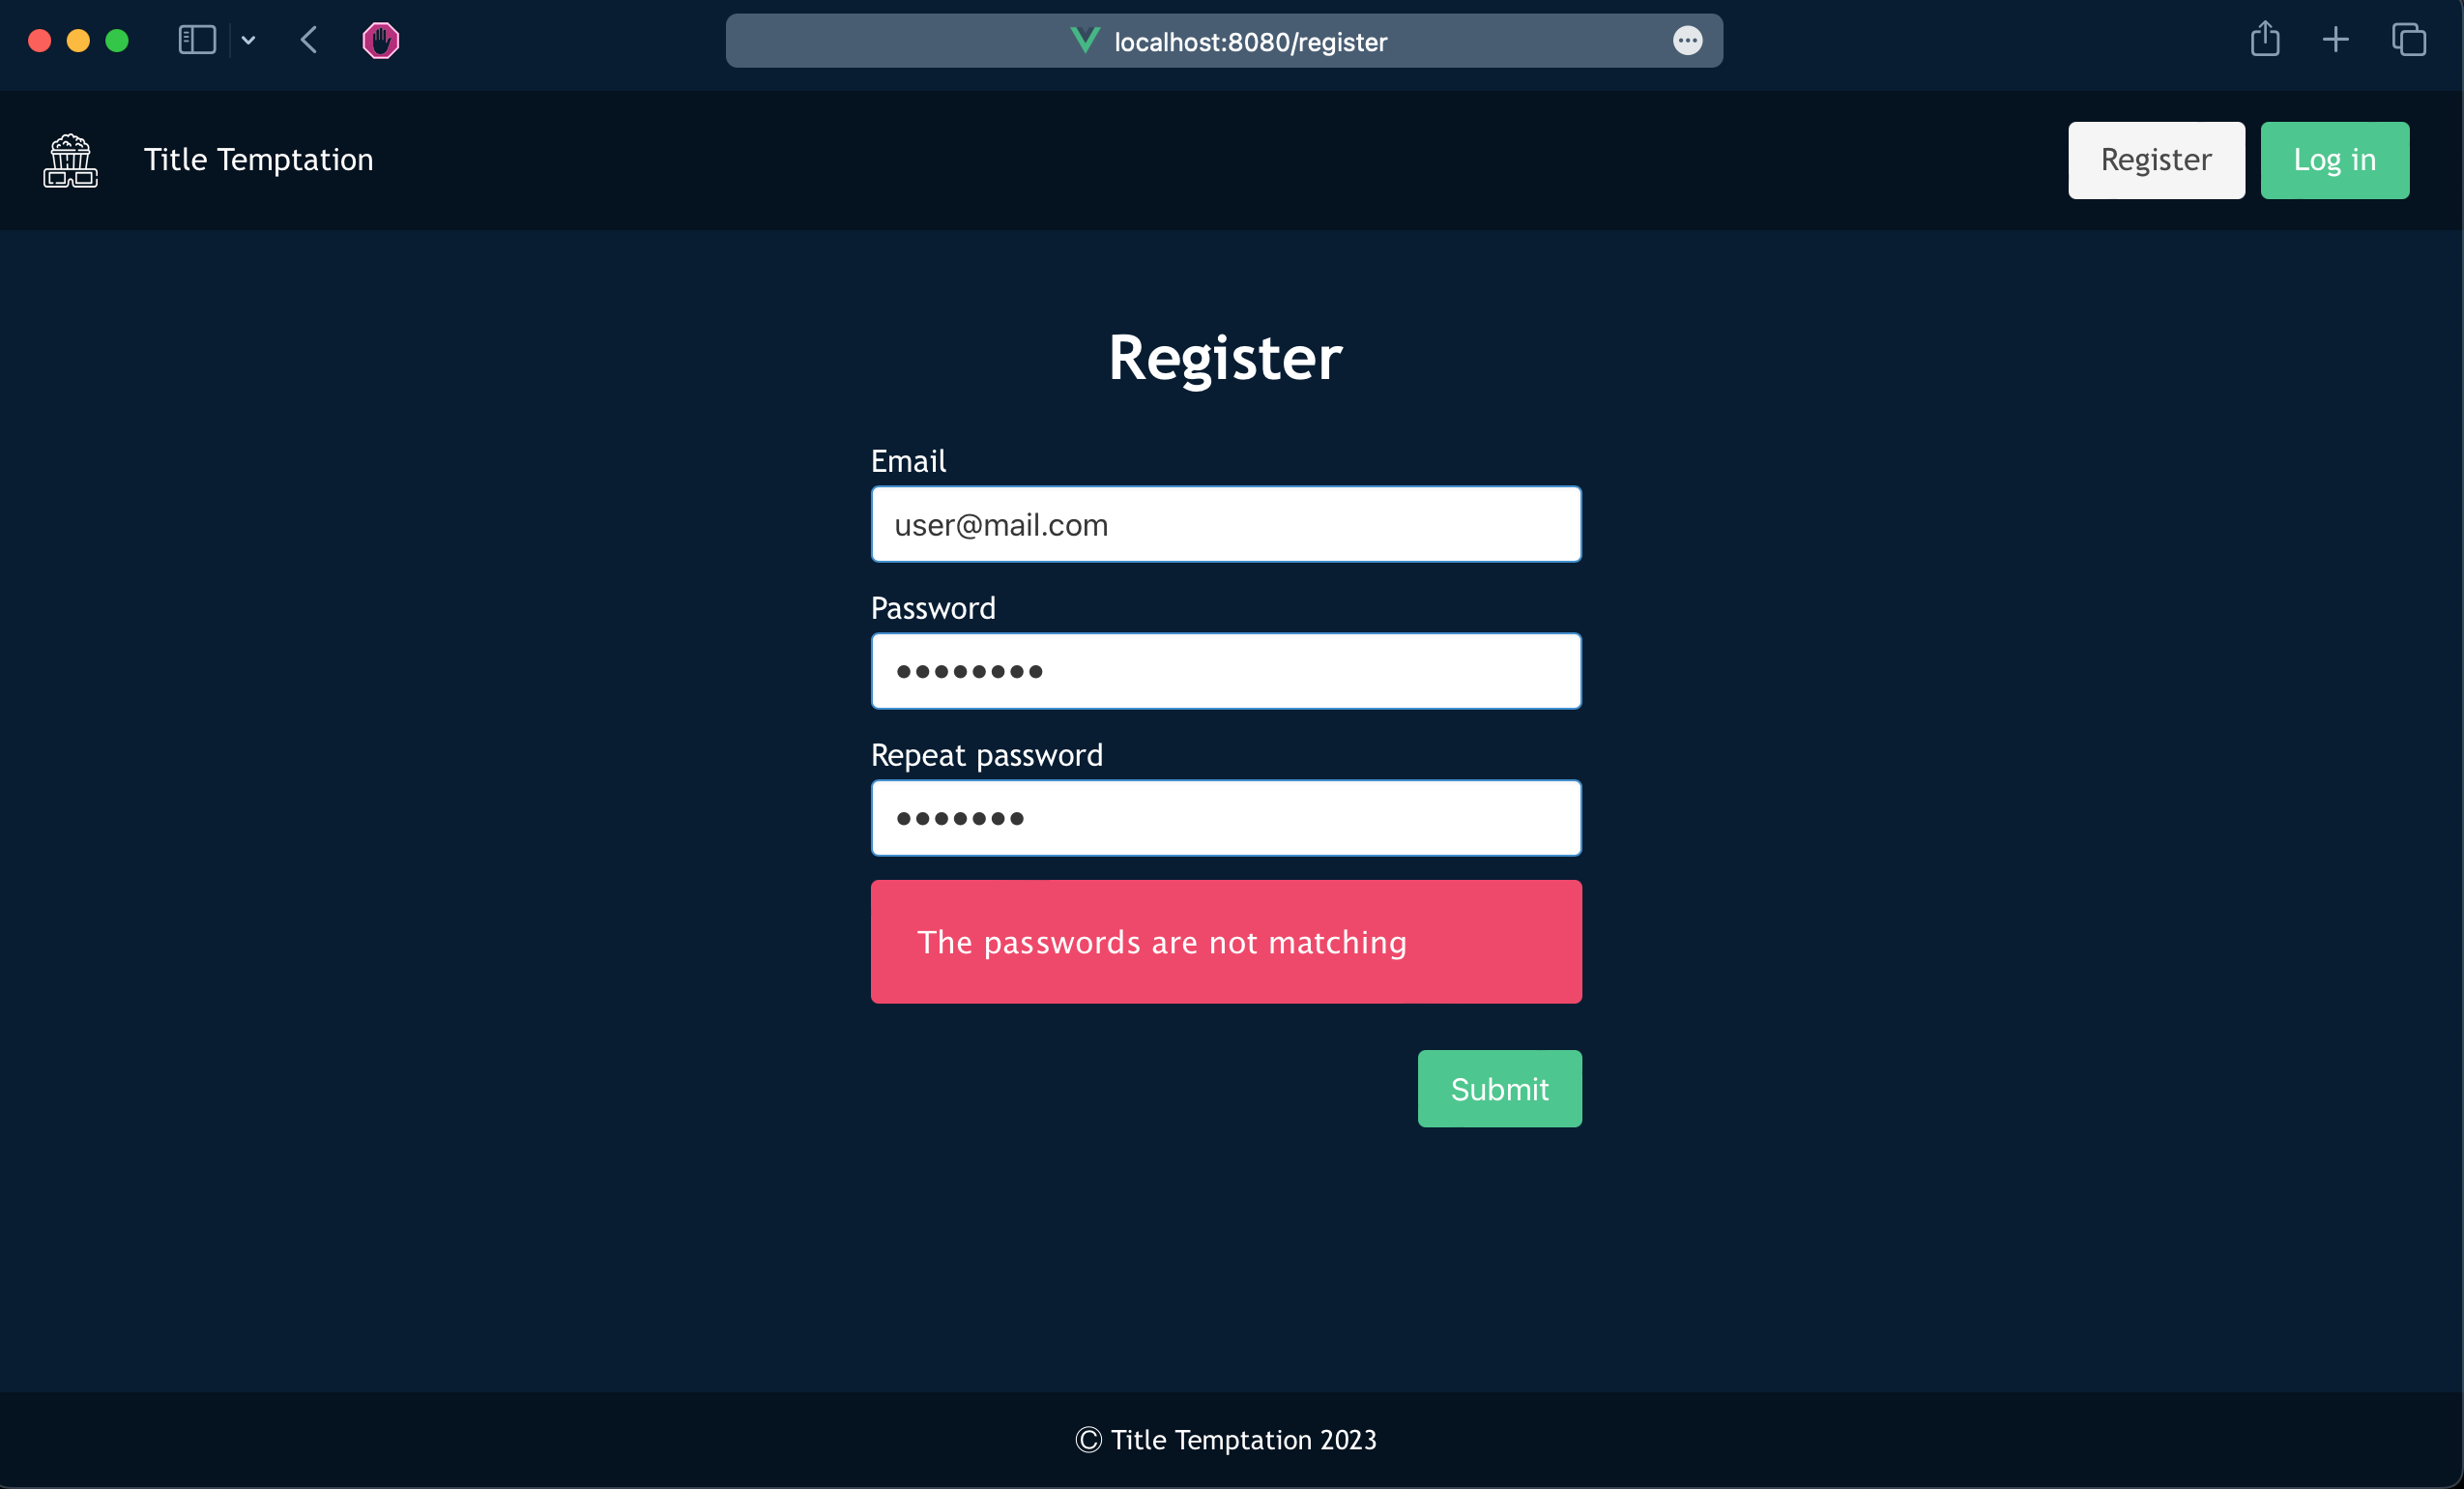 localhost:8080/register
Title Temptation
Register
Log in
Register
Email
user@mail.com
Password
••••••••
Repeat password
•••••••
The passwords are not matching
Submit
© Title Temptation 2023